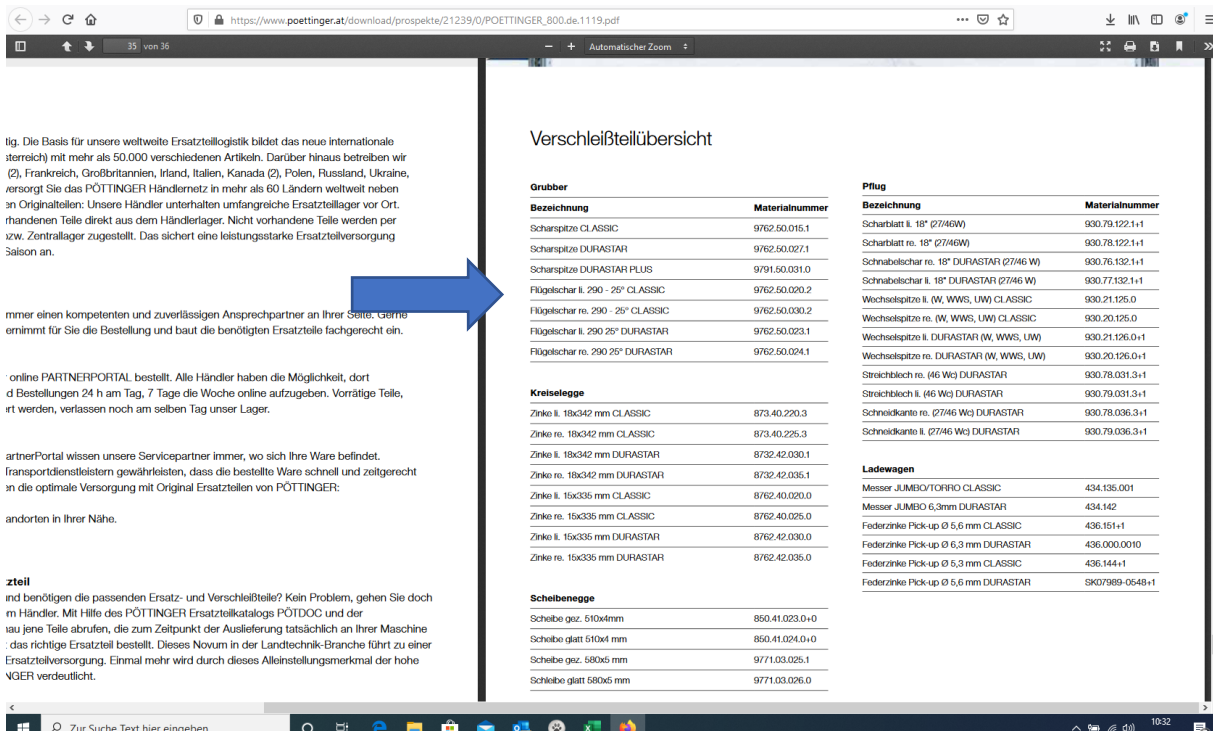 https://www.poettinger.at/download/prospekte/21239/0/POETTINGER_800.de.1119.pdf
35 von 36
Automatischer Zoom
tig. Die Basis für unsere weltweite Ersatzteillogistik bildet das neue internationale
sterreich) mit mehr als 50.000 verschiedenen Artikeln. Darüber hinaus betreiben wir
(2), Frankreich, Großbritannien, Irland, Italien, Kanada (2), Polen, Russland, Ukraine,
versorgt Sie das PÖTTINGER Händlernetz in mehr als 60 Ländern weltweit neben
en Originalteilen: Unsere Händler unterhalten umfangreiche Ersatzteillager vor Ort.
rhandenen Teile direkt aus dem Händlerlager. Nicht vorhandene Teile werden per
bzw. Zentrallager zugestellt. Das sichert eine leistungsstarke Ersatzteilversorgung
Saison an.
mmer einen kompetenten und zuverlässigen Ansprechpartner an Ihrer Seite. Gerne
ernimmt für Sie die Bestellung und baut die benötigten Ersatzteile fachgerecht ein.
online PARTNERPORTAL bestellt. Alle Händler haben die Möglichkeit, dort
d Bestellungen 24 h am Tag, 7 Tage die Woche online aufzugeben. Vorrätige Teile,
ert werden, verlassen noch am selben Tag unser Lager.
artnerPortal wissen unsere Servicepartner immer, wo sich Ihre Ware befindet.
Transportdienstleistern gewährleisten, dass die bestellte Ware schnell und zeitgerecht
en die optimale Versorgung mit Original Ersatzteilen von PÖTTINGER:
andorten in Ihrer Nähe.
zteil
und benötigen die passenden Ersatz- und Verschleißteile? Kein Problem, gehen Sie doch
m Händler. Mit Hilfe des PÖTTINGER Ersatzteilkatalogs PÖTDOC und der
nau jene Teile abrufen, die zum Zeitpunkt der Auslieferung tatsächlich an Ihrer Maschine
das richtige Ersatzteil bestellt. Dieses Novum in der Landtechnik-Branche führt zu einer
Ersatzteilversorgung. Einmal mehr wird durch dieses Alleinstellungsmerkmal der hohe
NGER verdeutlicht.
Verschleißteilübersicht
Grubber
Bezeichnung Materialnummer
Scharspitze CLASSIC 9762.50.015.1
Scharspitze DURASTAR 9762.50.027.1
Scharspitze DURASTAR PLUS 9791.50.031.0
Flügelschar li. 290 - 25° CLASSIC 9762.50.020.2
Flügelschar re. 290 - 25° CLASSIC 9762.50.030.2
Flügelschar li. 290 25° DURASTAR 9762.50.023.1
Flügelschar re. 290 25° DURASTAR 9762.50.024.1
Kreiselegge
Zinke li. 18x342 mm CLASSIC 873.40.220.3
Zinke re. 18x342 mm CLASSIC 873.40.225.3
Zinke li. 18x342 mm DURASTAR 8732.42.030.1
Zinke re. 18x342 mm DURASTAR 8732.42.035.1
Zinke li. 15x335 mm CLASSIC 8762.40.020.0
Zinke re. 15x335 mm CLASSIC 8762.40.025.0
Zinke li. 15x335 mm DURASTAR 8762.42.030.0
Zinke re. 15x335 mm DURASTAR 8762.42.035.0
Scheibenegge
Scheibe gez. 510x4mm 850.41.023.0+0
Scheibe glatt 510x4 mm 850.41.024.0+0
Scheibe gez. 580x5 mm 9771.03.025.1
Schleibe glatt 580x5 mm 9771.03.026.0
Pflug
Bezeichnung Materialnummer
Scharblatt li. 18" (27/46W) 930.79.122.1+1
Scharblatt re. 18" (27/46W) 930.78.122.1+1
Schnabelschar re. 18" DURASTAR (27/46 W) 930.76.132.1+1
Schnabelschar li. 18" DURASTAR (27/46 W) 930.77.132.1+1
Wechselspitze li. (W, WWS, UW) CLASSIC 930.21.125.0
Wechselspitze re. (W, WWS, UW) CLASSIC 930.20.125.0
Wechselspitze li. DURASTAR (W, WWS, UW) 930.21.126.0+1
Wechselspitze re. DURASTAR (W, WWS, UW) 930.20.126.0+1
Streichblech re. (46 Wc) DURASTAR 930.78.031.3+1
Streichblech li. (46 Wc) DURASTAR 930.79.031.3+1
Schneidkante re. (27/46 Wc) DURASTAR 930.78.036.3+1
Schneidkante li. (27/46 Wc) DURASTAR 930.79.036.3+1
Ladewagen
Messer JUMBO/TORRO CLASSIC 434.135.001
Messer JUMBO 6,3mm DURASTAR 434.142
Federzinke Pick-up Ø 5,6 mm CLASSIC 436.151+1
Federzinke Pick-up Ø 6,3 mm DURASTAR 436.000.0010
Federzinke Pick-up Ø 5,3 mm CLASSIC 436.144+1
Federzinke Pick-up Ø 5,6 mm DURASTAR SK07989-0548+1
Zur Suche Text hier eingeben
10:32